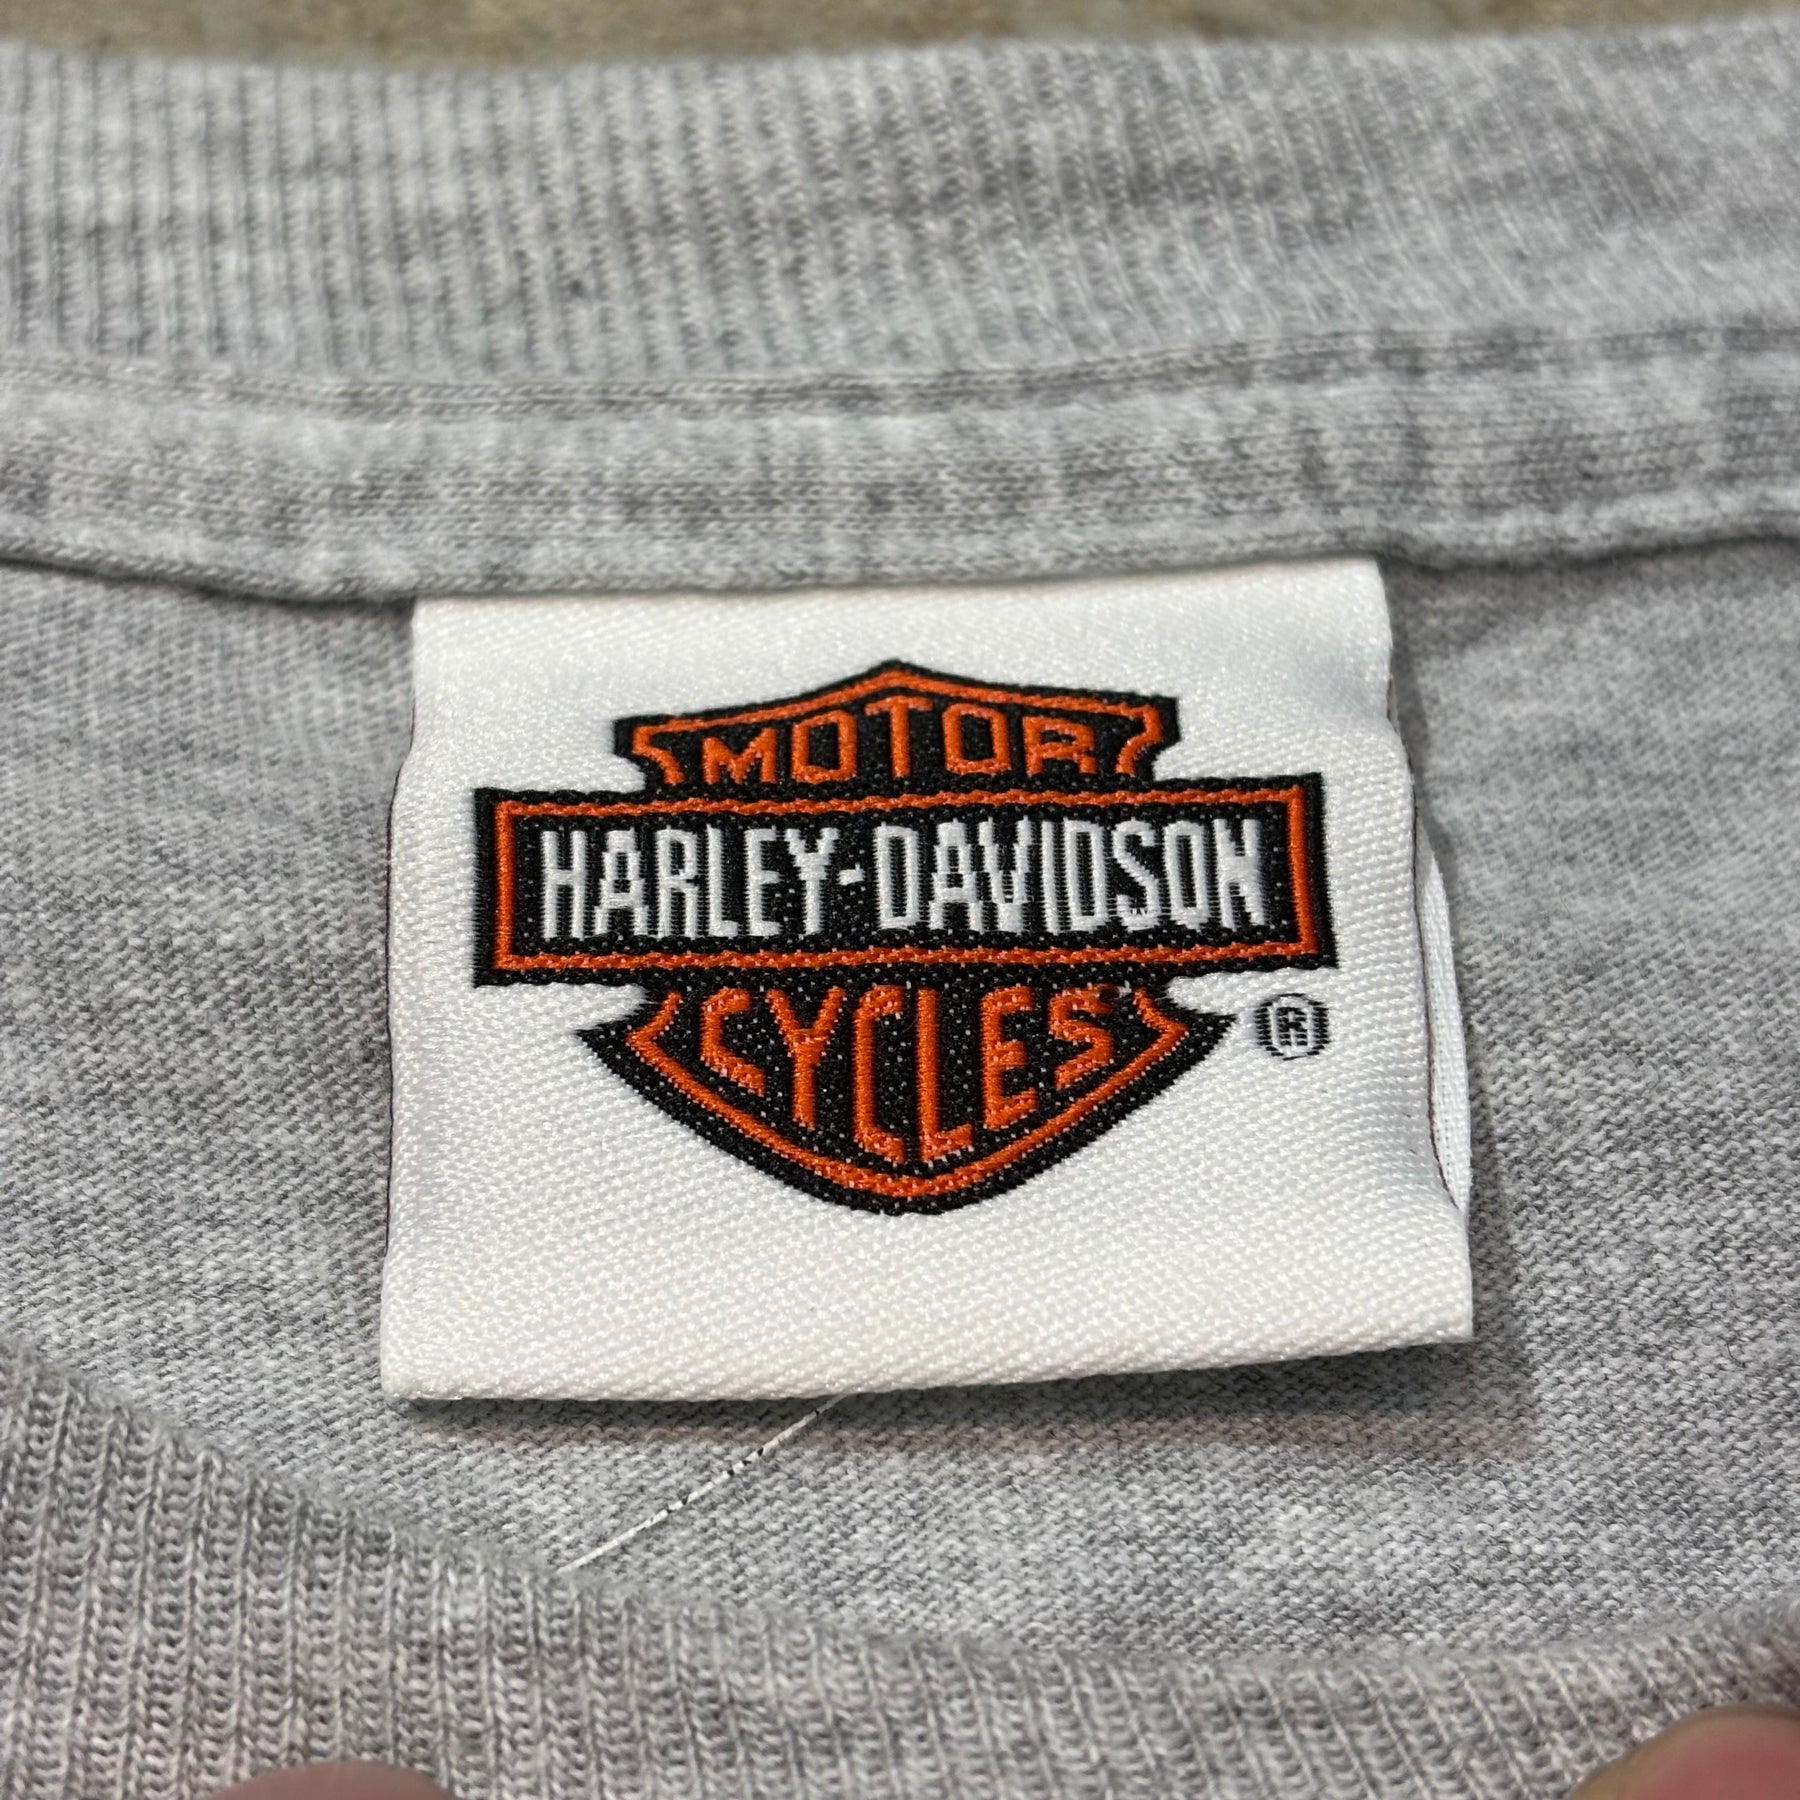 MOTOR
HARLEY-DAVIDSON
CYCLES
®